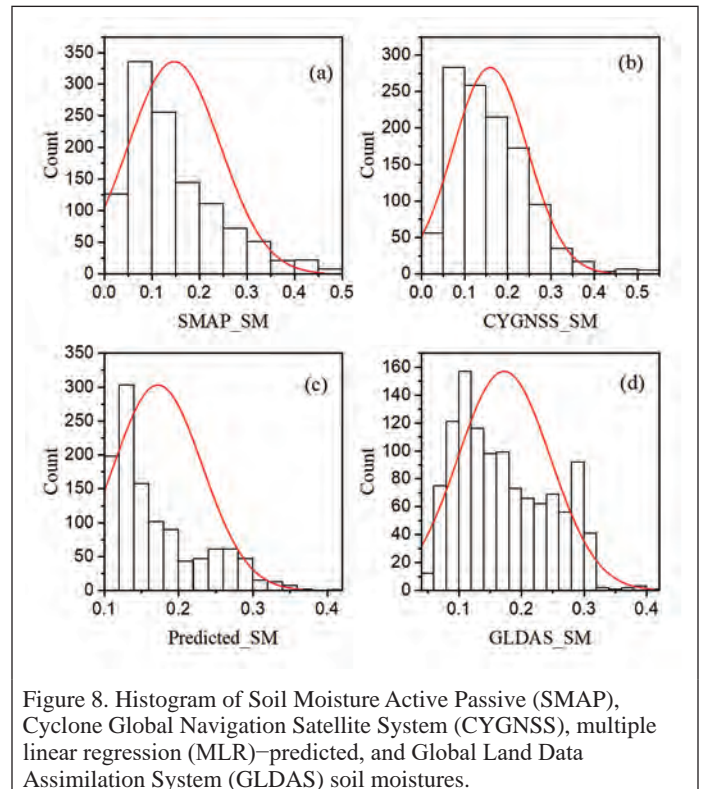 350
300
250
200
150
100
50
0
Count
(a)
0.0 0.1 0.2 0.3 0.4 0.5
SMAP_SM
300
250
200
150
100
50
0
Count
(b)
0.0 0.1 0.2 0.3 0.4 0.5
CYGNSS_SM
350
300
250
200
150
100
50
0
Count
(c)
0.1 0.2 0.3 0.4
Predicted_SM
160
140
120
100
80
60
40
20
0
Count
(d)
0.1 0.2 0.3 0.4
GLDAS_SM
Figure 8. Histogram of Soil Moisture Active Passive (SMAP),
Cyclone Global Navigation Satellite System (CYGNSS), multiple
linear regression (MLR)−predicted, and Global Land Data
Assimilation System (GLDAS) soil moistures.